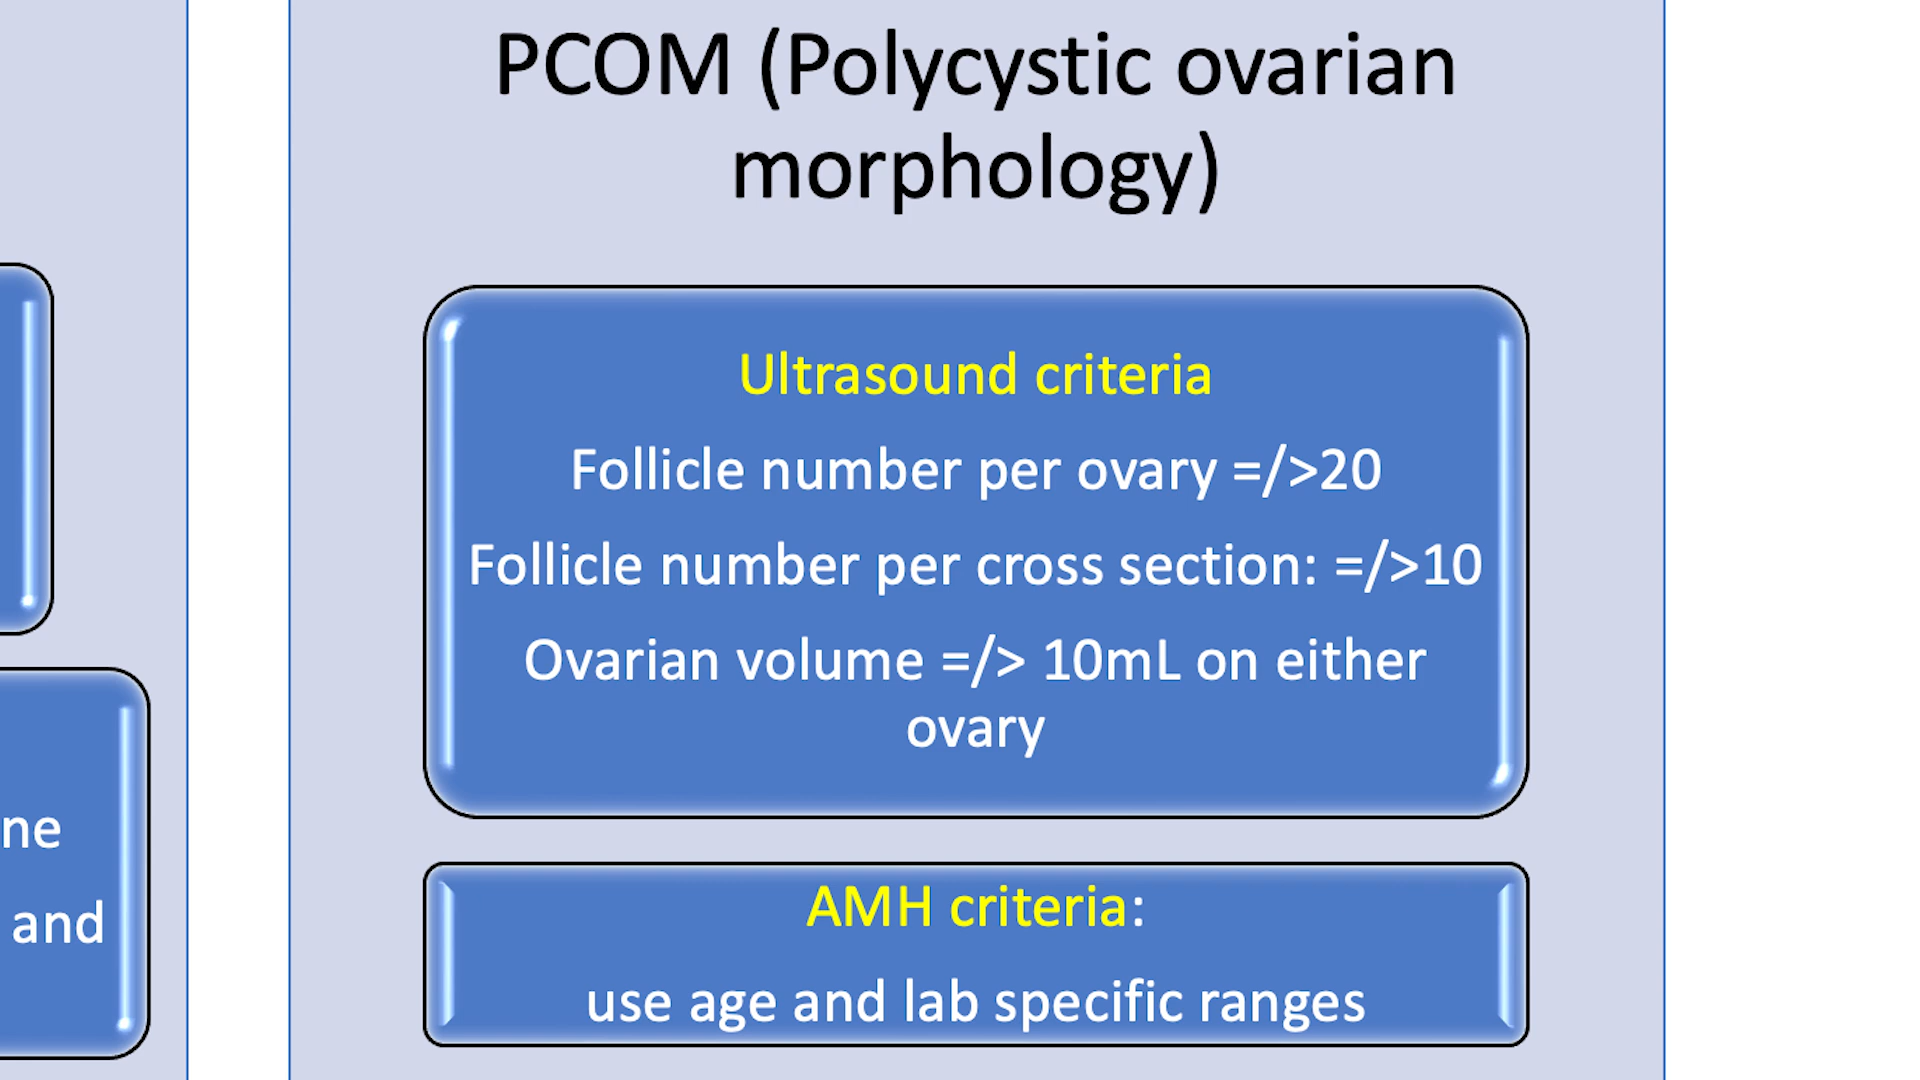 PCOM (Polycystic ovarian
morphology)
Ultrasound criteria
Follicle number per ovary =/>20
Follicle number per cross section: =/>10
Ovarian volume =/> 10mL on either
ovary
AMH criteria:
use age and lab specific ranges
ne
and